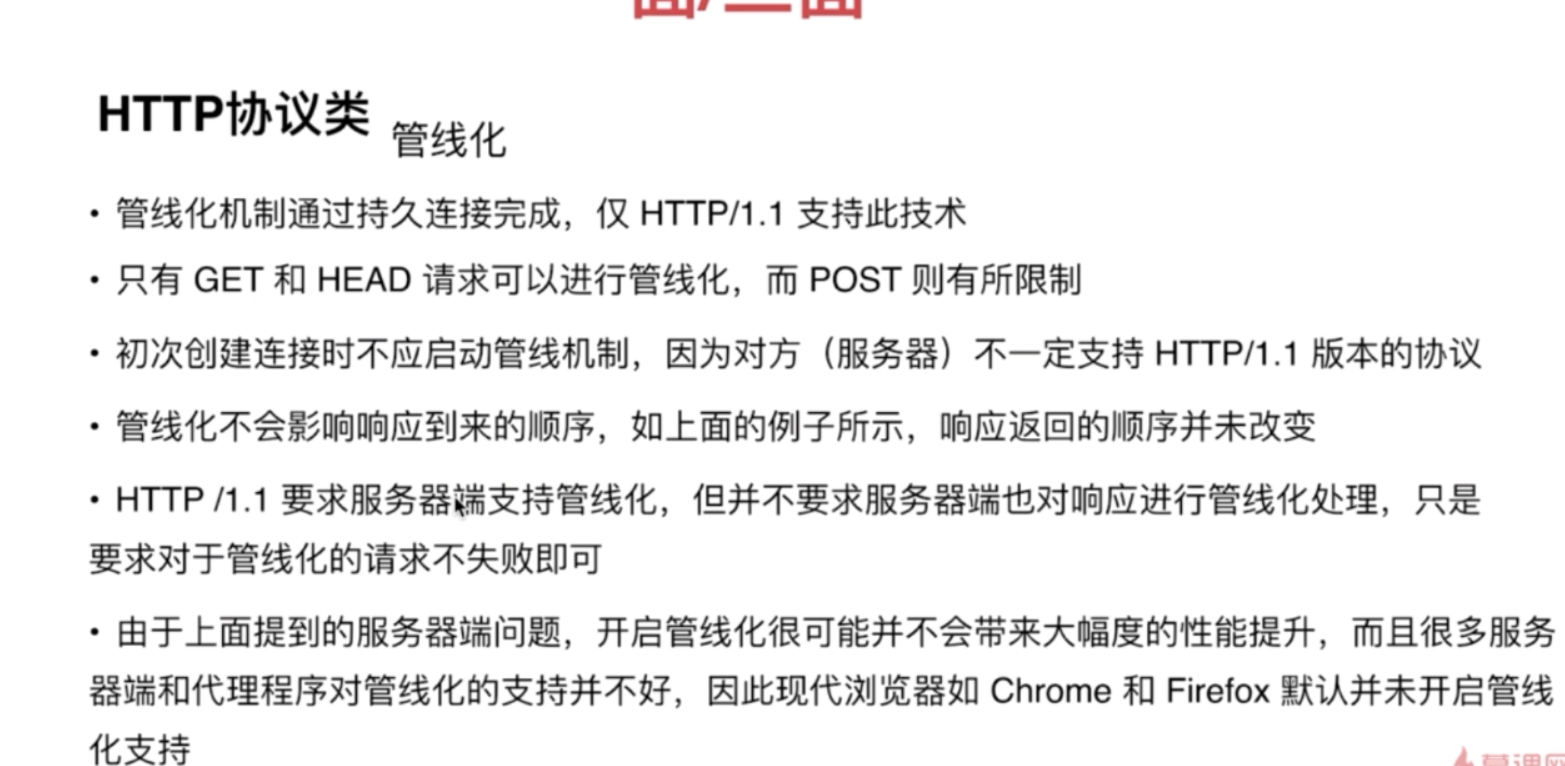 面/二面
HTTP协议类
管线化
• 管线化机制通过持久连接完成，仅 HTTP/1.1 支持此技术
• 只有 GET 和 HEAD 请求可以进行管线化，而 POST 则有所限制
• 初次创建连接时不应启动管线机制，因为对方（服务器）不一定支持 HTTP/1.1 版本的协议
• 管线化不会影响响应到来的顺序，如上面的例子所示，响应返回的顺序并未改变
• HTTP /1.1 要求服务器端支持管线化，但并不要求服务器端也对响应进行管线化处理，只是
要求对于管线化的请求不失败即可
• 由于上面提到的服务器端问题，开启管线化很可能并不会带来大幅度的性能提升，而且很多服务
器端和代理程序对管线化的支持并不好，因此现代浏览器如 Chrome 和 Firefox 默认并未开启管线
化支持
慕课网